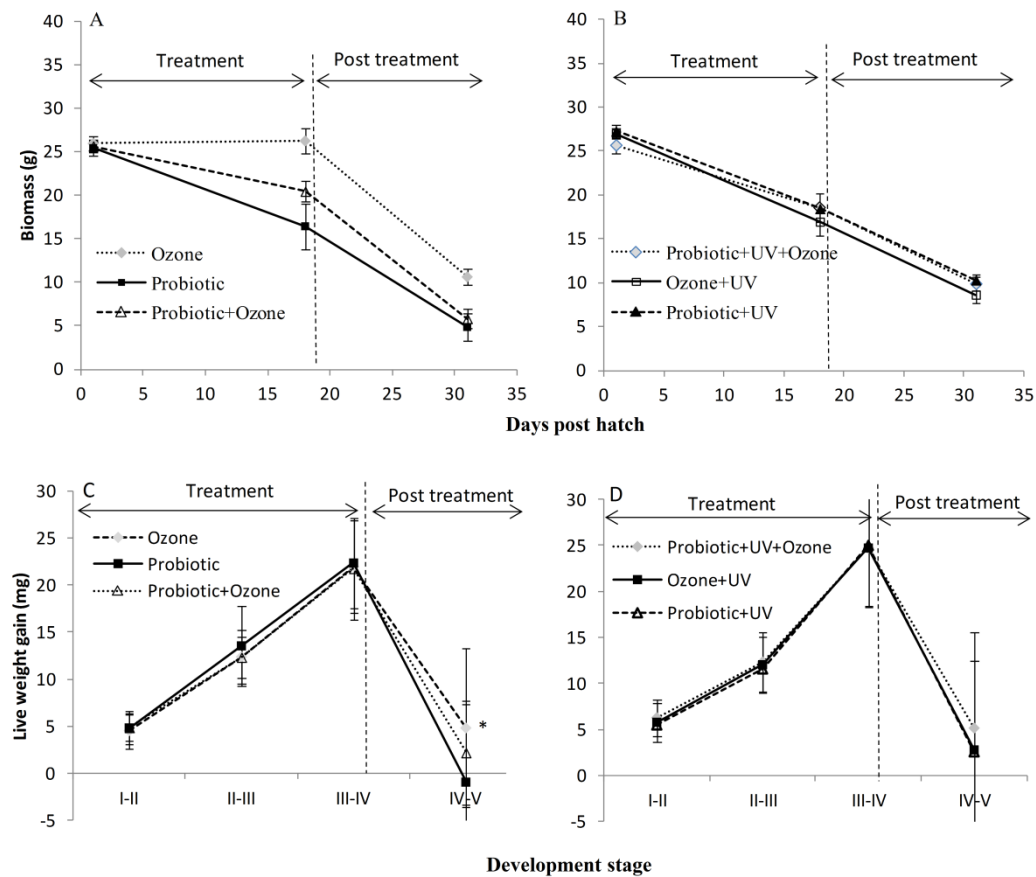 A
Treatment
Post treatment
40
35
30
25
20
15
10
5
0
Biomass (g)
Ozone
Probiotic
Probiotic+Ozone
0 5 10 15 20 25 30 35
B
Treatment
Post treatment
40
35
30
25
20
15
10
5
0
Probiotic+UV+Ozone
Ozone+UV
Probiotic+UV
0 5 10 15 20 25 30 35
Days post hatch
C
Treatment
Post treatment
30
25
20
15
10
5
0
-5
Live weight gain (mg)
Ozone
Probiotic
Probiotic+Ozone
*
I-II II-III III-IV IV-V
D
Treatment
Post treatment
30
25
20
15
10
5
0
-5
Probiotic+UV+Ozone
Ozone+UV
Probiotic+UV
I-II II-III III-IV IV-V
Development stage